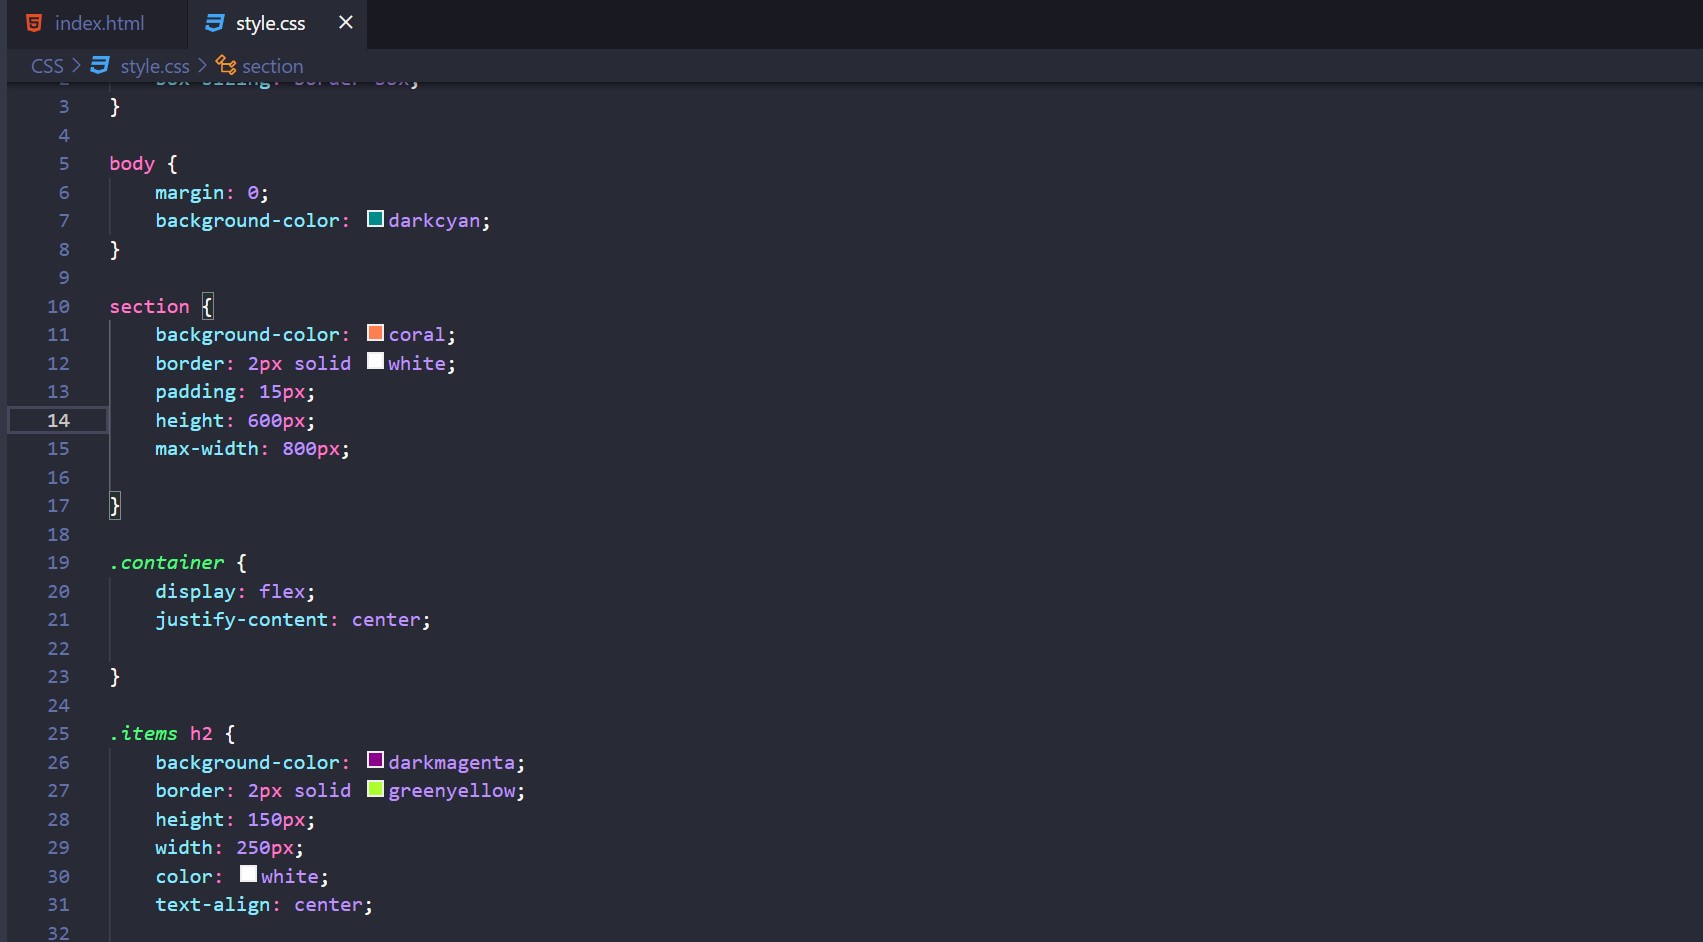 index.html
style.css
CSS > style.css > section
2 box-sizing: border-box;
3 }
4
5 body {
6 margin: 0;
7 background-color: darkcyan;
8 }
9
10 section {
11 background-color: coral;
12 border: 2px solid white;
13 padding: 15px;
14 height: 600px;
15 max-width: 800px;
16
17 }
18
19 .container {
20 display: flex;
21 justify-content: center;
22
23 }
24
25 .items h2 {
26 background-color: darkmagenta;
27 border: 2px solid greenyellow;
28 height: 150px;
29 width: 250px;
30 color: white;
31 text-align: center;
32